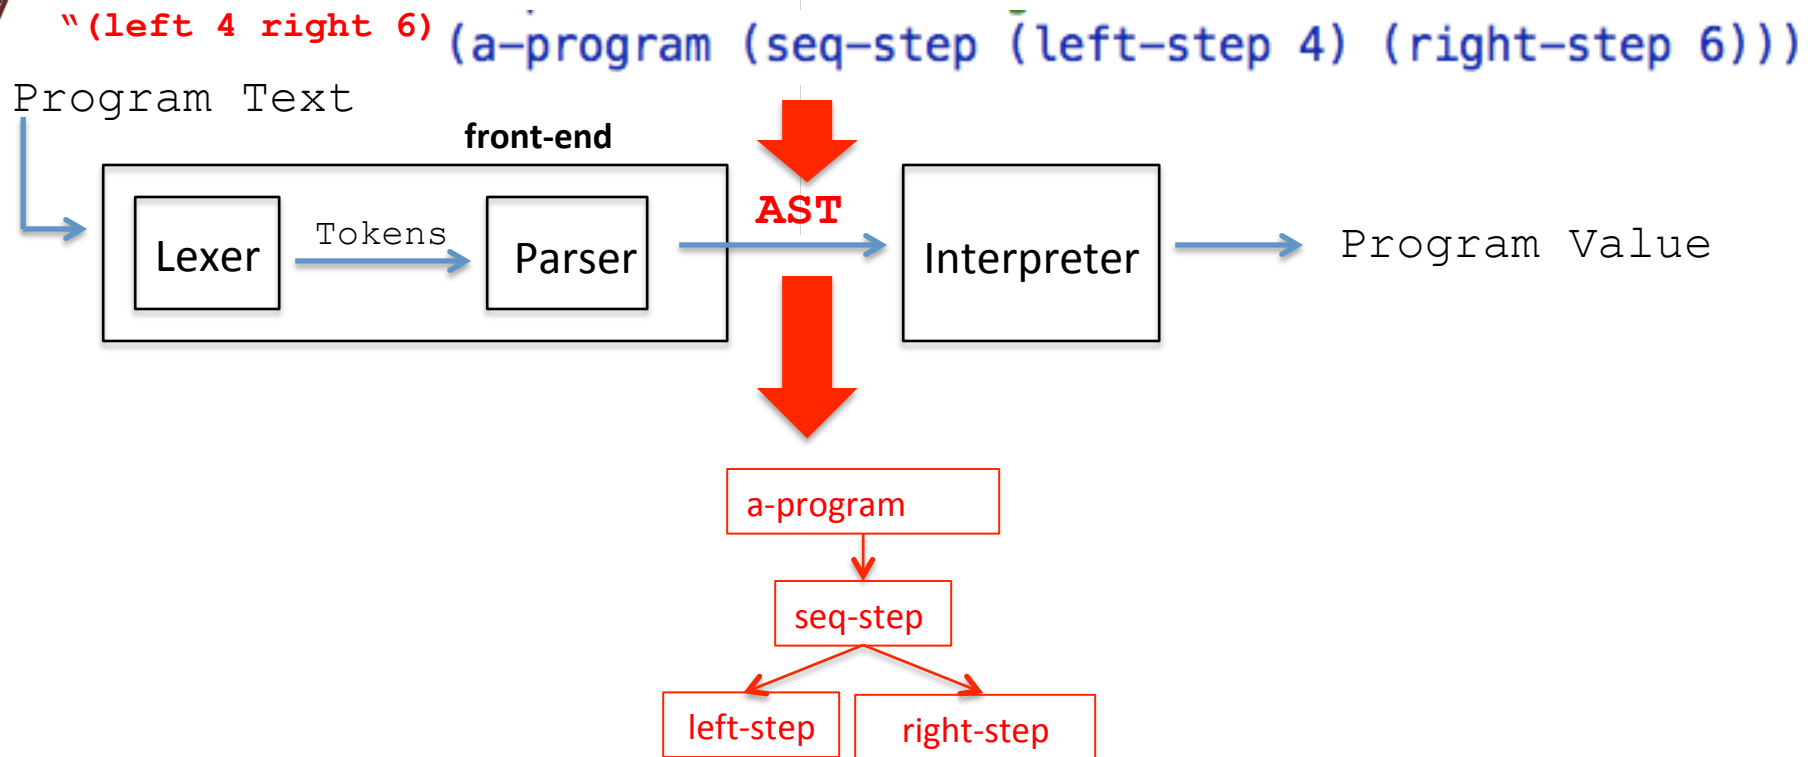 “(left 4 right 6)
(a-program (seq-step (left-step 4) (right-step 6)))
Program Text
front-end
AST
Lexer
Tokens
Parser
Interpreter
Program Value
a-program
seq-step
left-step
right-step